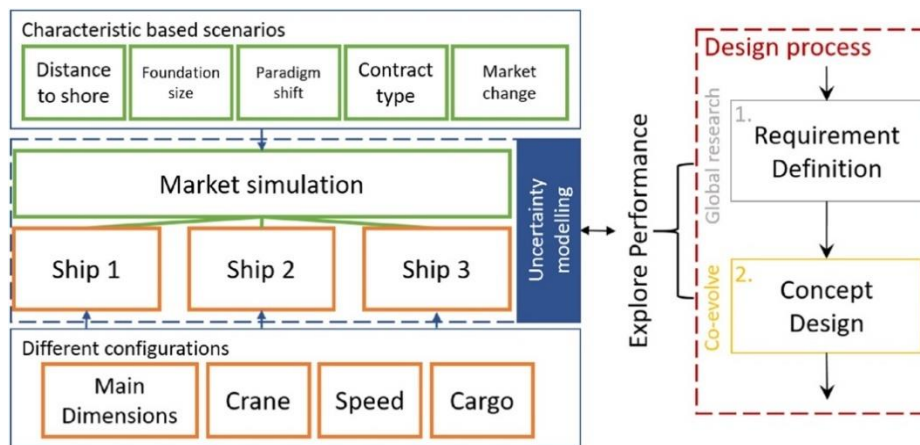 Characteristic based scenarios
Distance
to shore
Foundation
size
Paradigm
shift
Contract
type
Market
change
Market simulation
Ship 1
Ship 2
Ship 3
Uncertainty
modelling
Different configurations
Main
Dimensions
Crane
Speed
Cargo
Explore Performance
Design process
Global research
1.
Requirement
Definition
Co-evolve
2.
Concept
Design